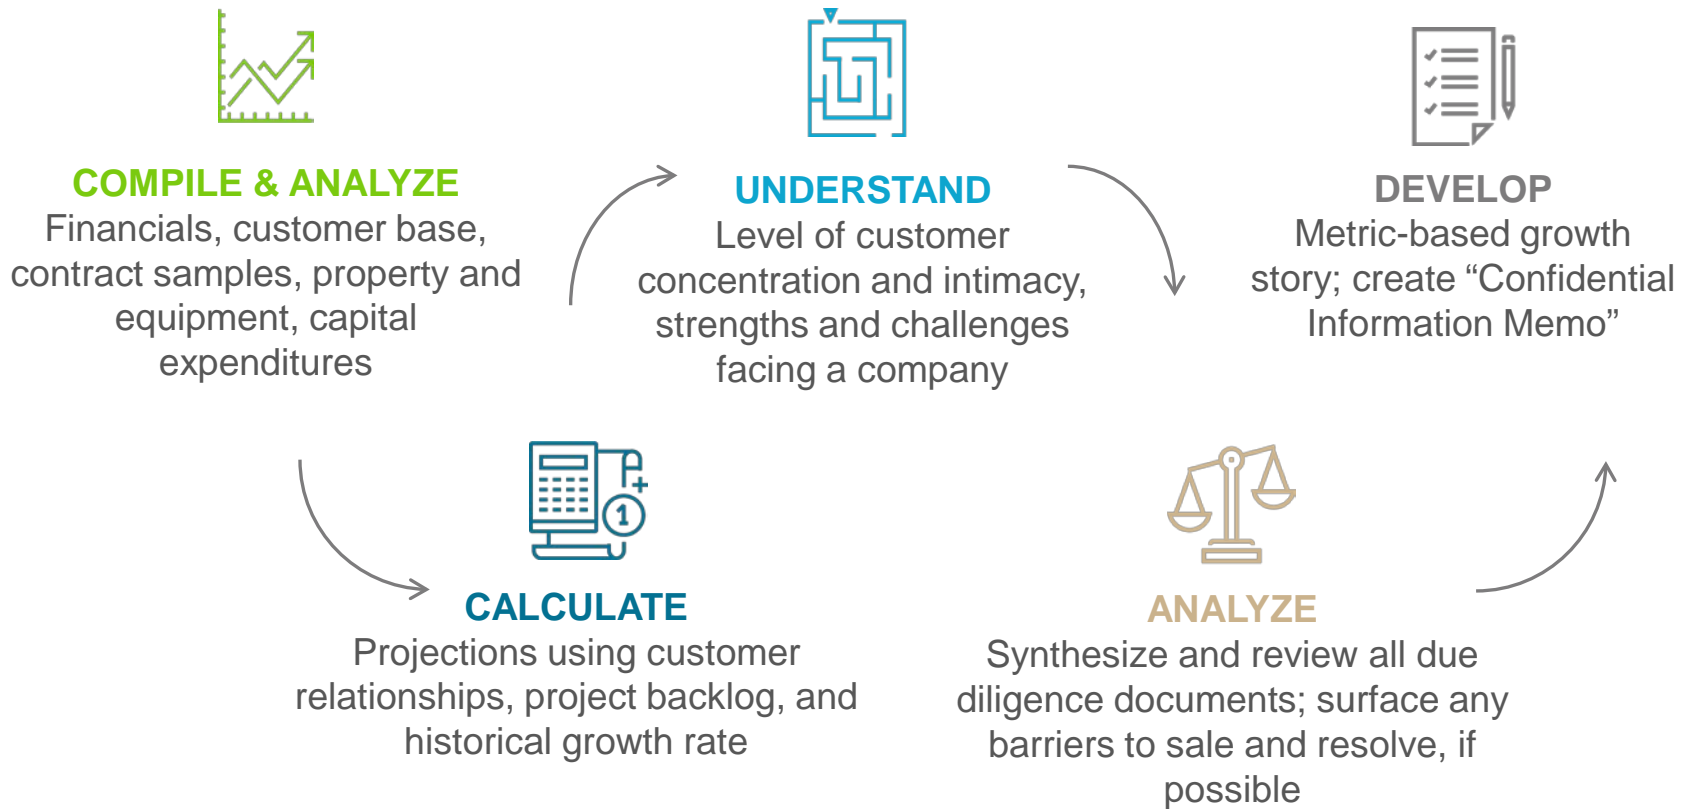 COMPILE & ANALYZE
Financials, customer base,
contract samples, property and
equipment, capital
expenditures
CALCULATE
Projections using customer
relationships, project backlog, and
historical growth rate
1
UNDERSTAND
Level of customer
concentration and intimacy,
strengths and challenges
facing a company
ANALYZE
Synthesize and review all due
diligence documents; surface any
barriers to sale and resolve, if
possible
DEVELOP
Metric-based growth
story; create “Confidential
Information Memo”